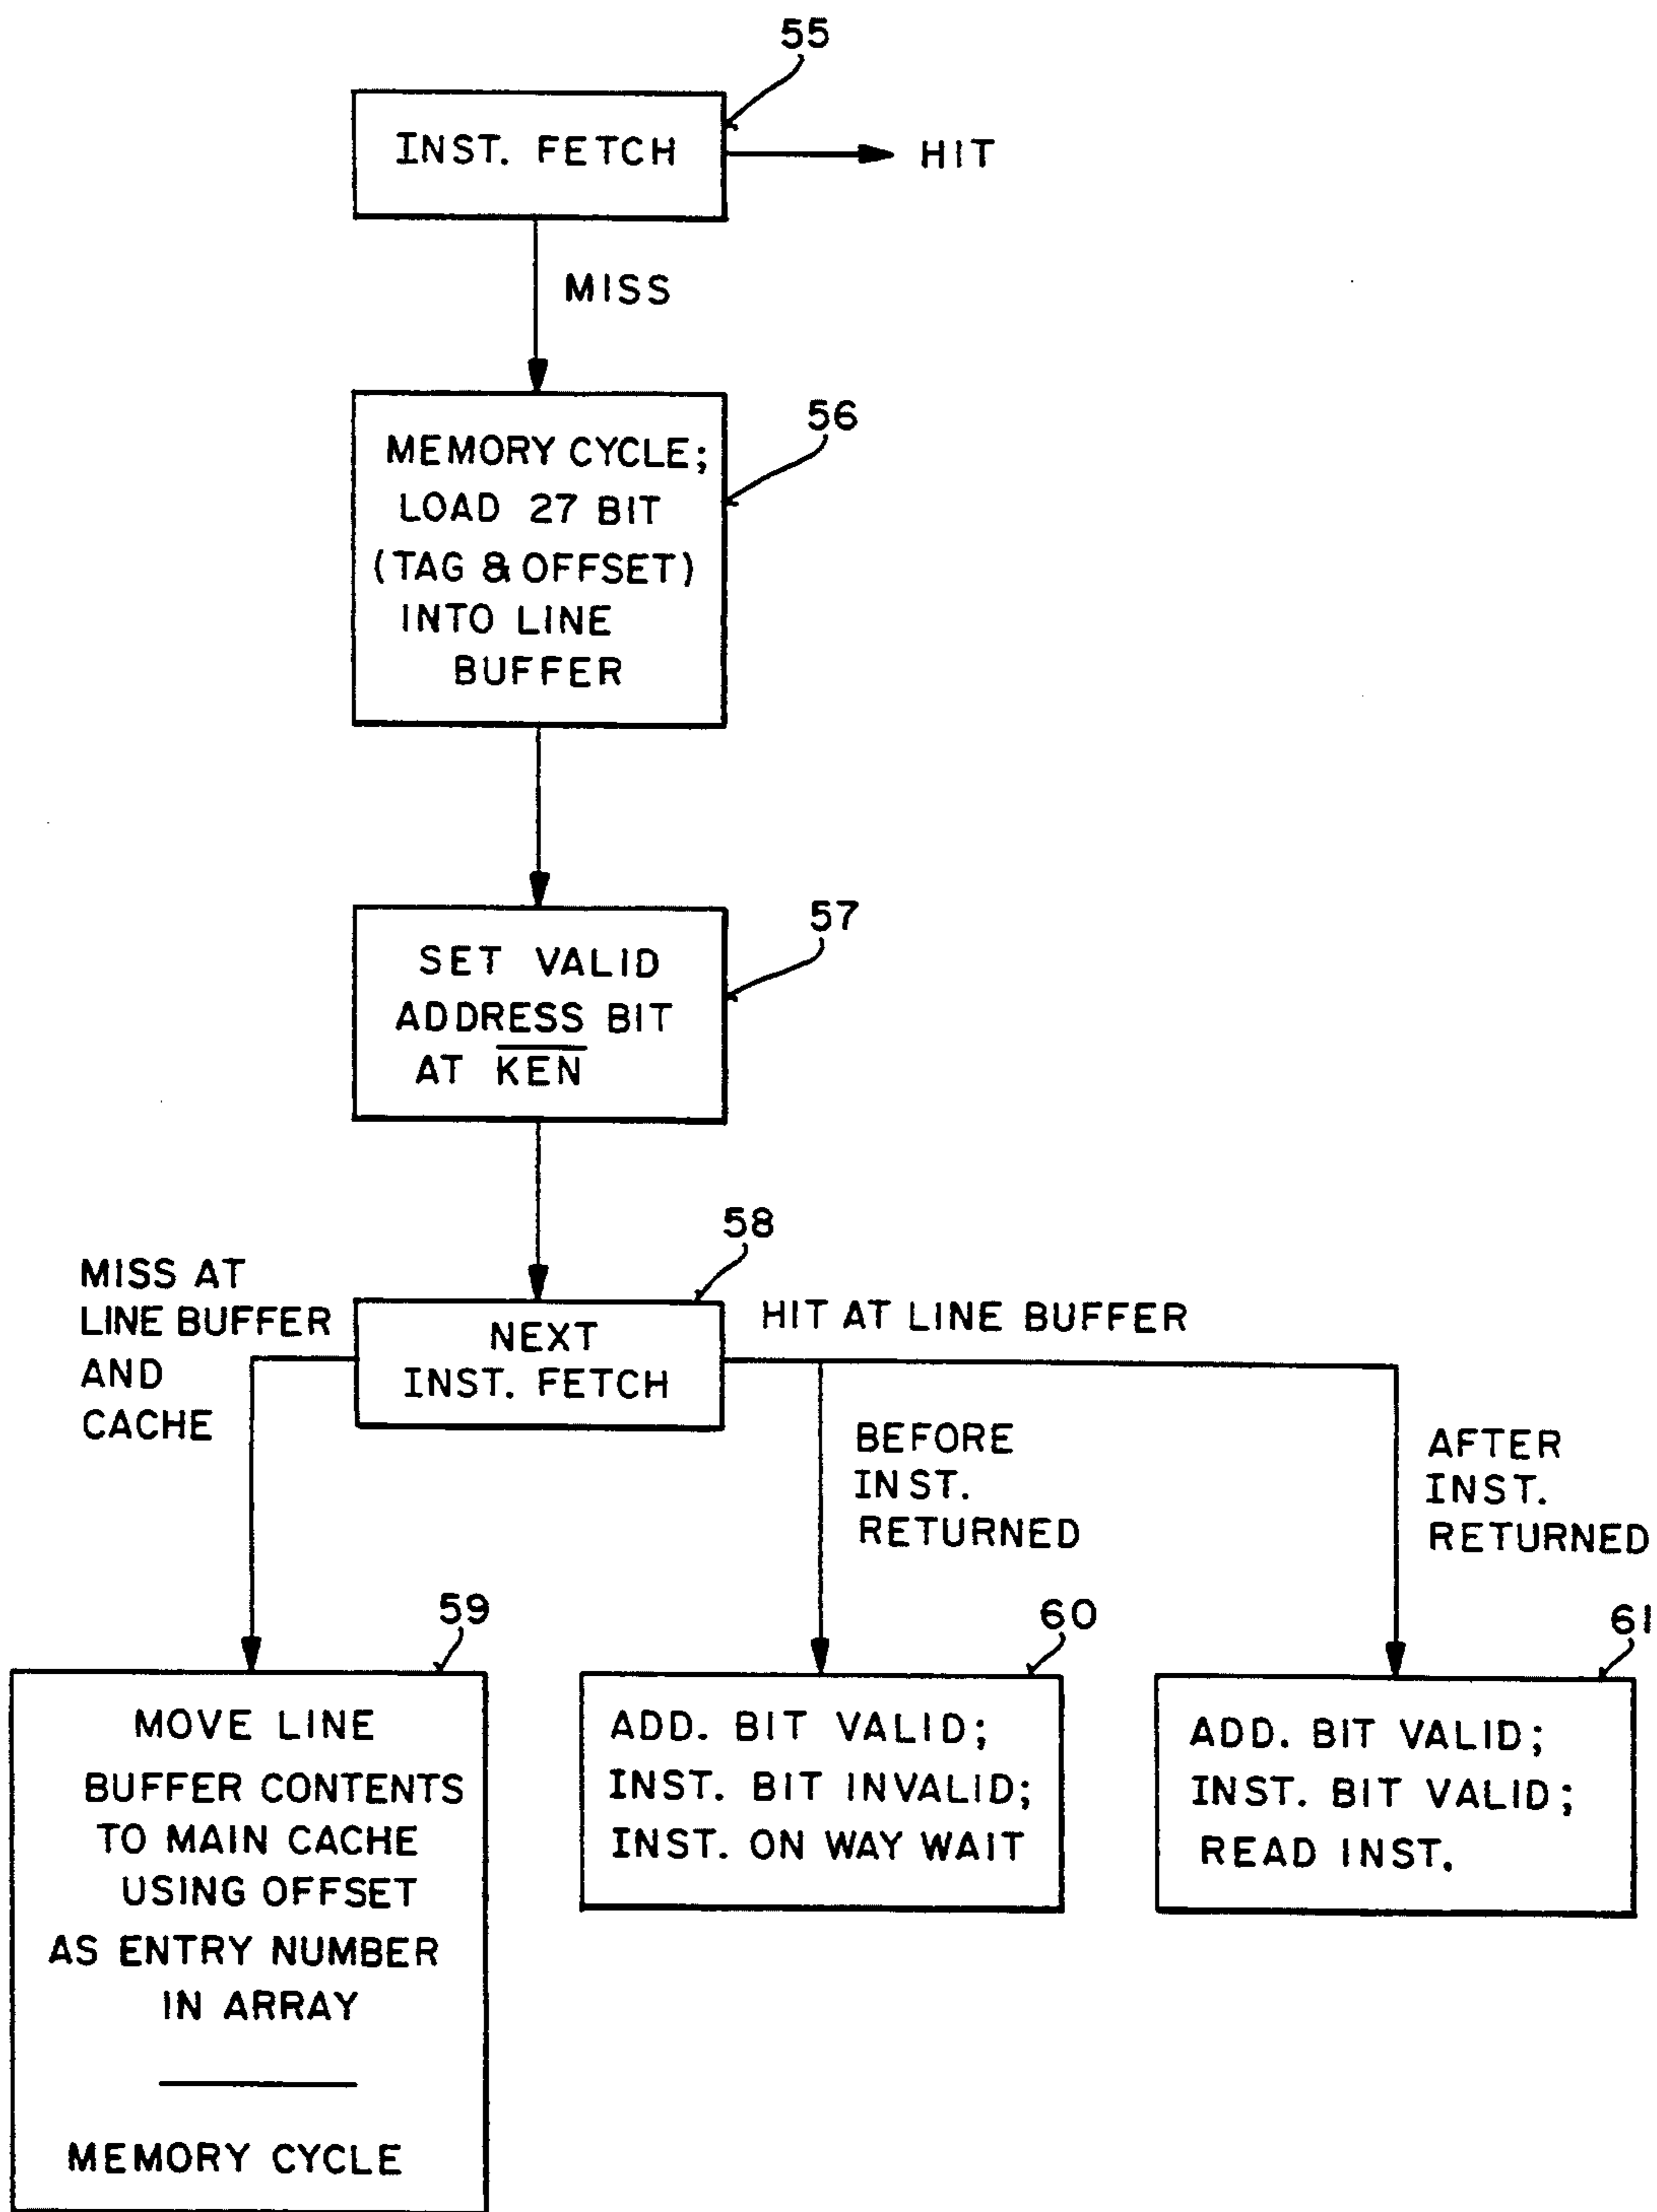 55
INST. FETCH
HIT
MISS
56
MEMORY CYCLE;
LOAD 27 BIT
(TAG & OFFSET)
INTO LINE
BUFFER
57
SET VALID
ADDRESS BIT
AT KEN
58
MISS AT
LINE BUFFER
AND
CACHE
NEXT
INST. FETCH
HIT AT LINE BUFFER
BEFORE
INST.
RETURNED
AFTER
INST.
RETURNED
59
MOVE LINE
BUFFER CONTENTS
TO MAIN CACHE
USING OFFSET
AS ENTRY NUMBER
IN ARRAY
MEMORY CYCLE
60
ADD. BIT VALID;
INST. BIT INVALID;
INST. ON WAY WAIT
61
ADD. BIT VALID;
INST. BIT VALID;
READ INST.